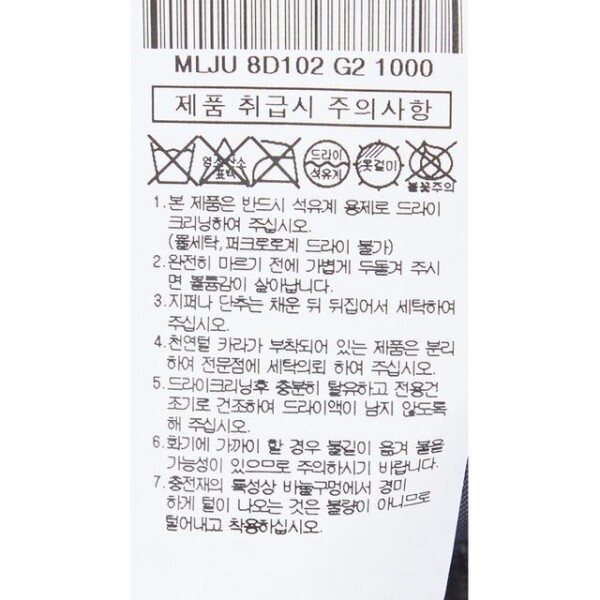 MLJU 8D102 G2 1000
제품 취급시 주의사항
염소산소 드라이 옷걸이
표백 석유계 불꽃주의
1. 본 제품은 반드시 석유계 용제로 드라이
크리닝하여 주십시오.
(물세탁, 퍼크로로계 드라이 불가)
2. 완전히 마르기 전에 가볍게 두들겨 주시
면 볼륨감이 살아납니다.
3. 지퍼나 단추는 채운 뒤 뒤집어서 세탁하여
주십시오.
4. 천연털 카라가 부착되어 있는 제품은 분리
하여 전문점에 세탁의뢰 하여 주십시오.
5. 드라이크리닝후 충분히 탈유하고 전용건
조기로 건조하여 드라이액이 남지 않도록
해 주십시오.
6. 화기에 가까이 할 경우 불길이 옮겨 붙을
가능성이 있으므로 주의하시기 바랍니다.
7. 충전재의 특성상 바늘구멍에서 경미
하게 털이 나오는 것은 불량이 아니므로
털어내고 착용하십시오.